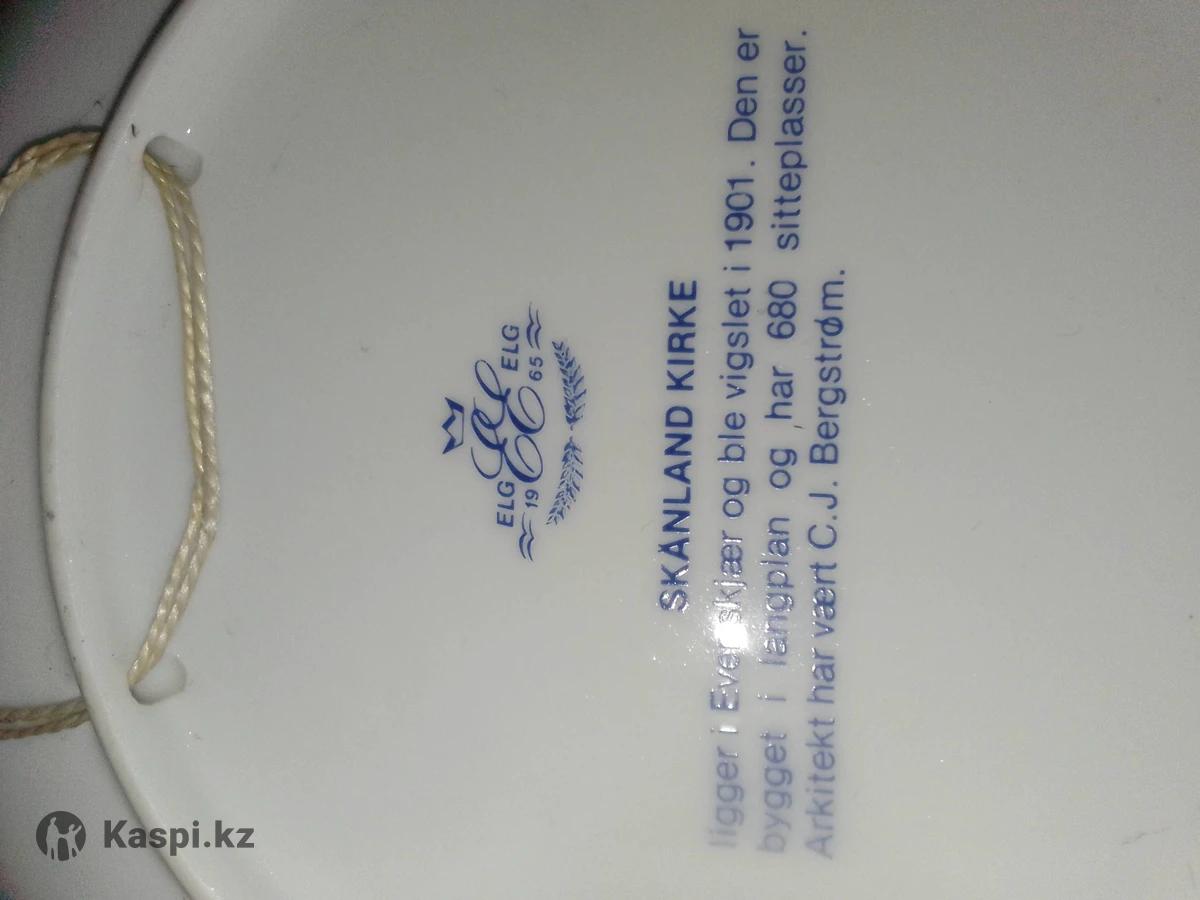 ELG ELG
19 65
SKÅNLAND KIRKE
ligger i Evenskjær og ble vigslet i 1901. Den er
bygget i langplan og har 680 sitteplasser.
Arkitekt har vært C.J. Bergstrøm.
Kaspi.kz